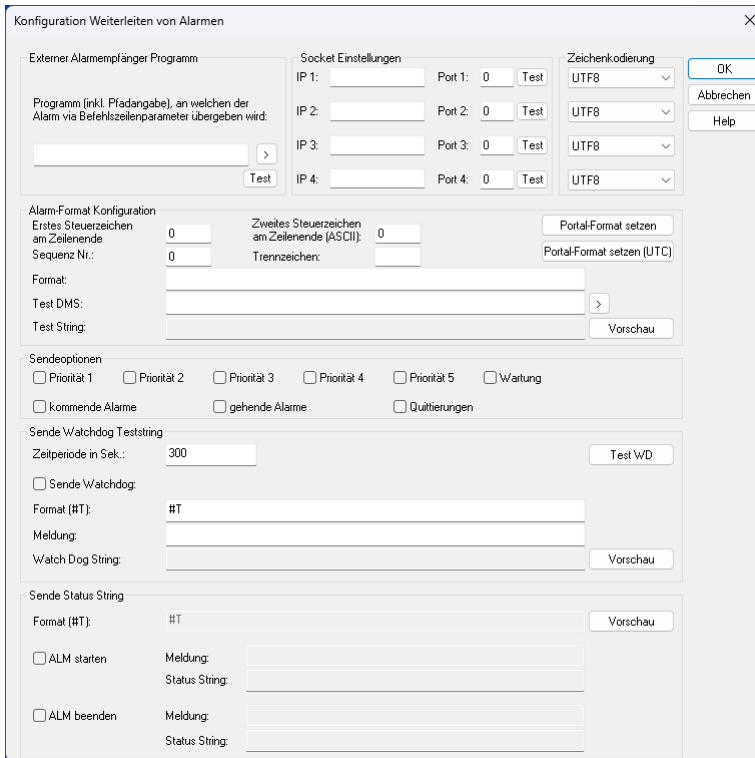 Konfiguration Weiterleiten von Alarmen
Externer Alarmempfänger Programm
Programm (inkl. Pfadangabe), an welchen der
Alarm via Befehlszeilenparameter übergeben wird:
>
Test
Socket Einstellungen
IP 1: Port 1: 0 Test
IP 2: Port 2: 0 Test
IP 3: Port 3: 0 Test
IP 4: Port 4: 0 Test
Zeichenkodierung
UTF8
UTF8
UTF8
UTF8
OK
Abbrechen
Help
Alarm-Format Konfiguration
Erstes Steuerzeichen
am Zeilenende
0
Zweites Steuerzeichen
am Zeilenende (ASCII):
0
Portal-Format setzen
Sequenz Nr.: 0 Trennzeichen:
Portal-Format setzen (UTC)
Format:
Test DMS: >
Test String: Vorschau
Sendeoptionen
Priorität 1 Priorität 2 Priorität 3 Priorität 4 Priorität 5 Wartung
kommende Alarme gehende Alarme Quittierungen
Sende Watchdog Teststring
Zeitperiode in Sek.: 300 Test WD
Sende Watchdog:
Format (#T): #T
Meldung:
Watch Dog String: Vorschau
Sende Status String
Format (#T): #T Vorschau
ALM starten Meldung:
Status String:
ALM beenden Meldung:
Status String: